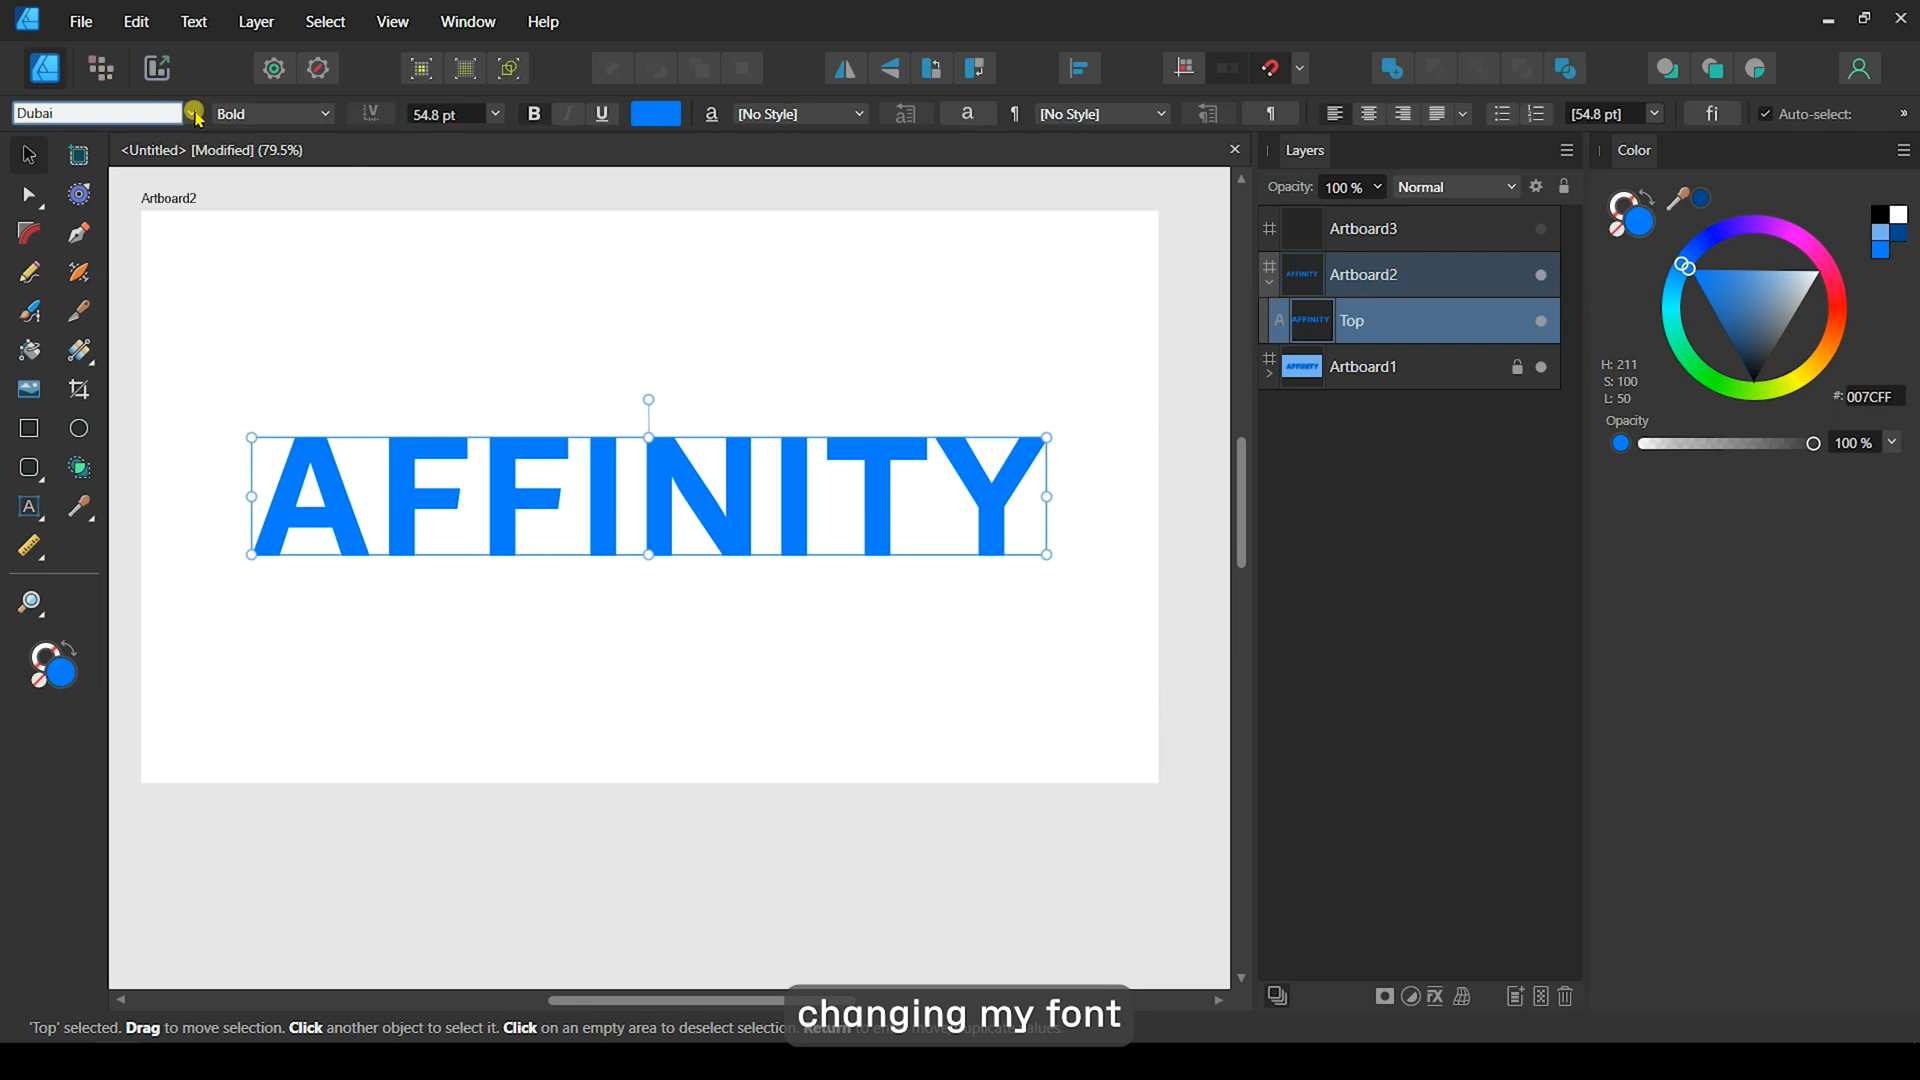 File Edit Text Layer Select View Window Help
Dubai Bold 54.8 pt B I U a [No Style] a ¶ [No Style] ¶ [54.8 pt] fi Auto-select: »
<Untitled> [Modified] (79.5%)
Layers
Color
Opacity: 100 % Normal
Artboard2
Artboard3
AFFINITY Artboard2
A AFFINITY Top
AFFINITY Artboard1
H: 211
S: 100
L: 50
#: 007CFF
Opacity
100 %
AFFINITY
A
changing my font
'Top' selected. Drag to move selection. Click another object to select it. Click on an empty area to deselect selection.